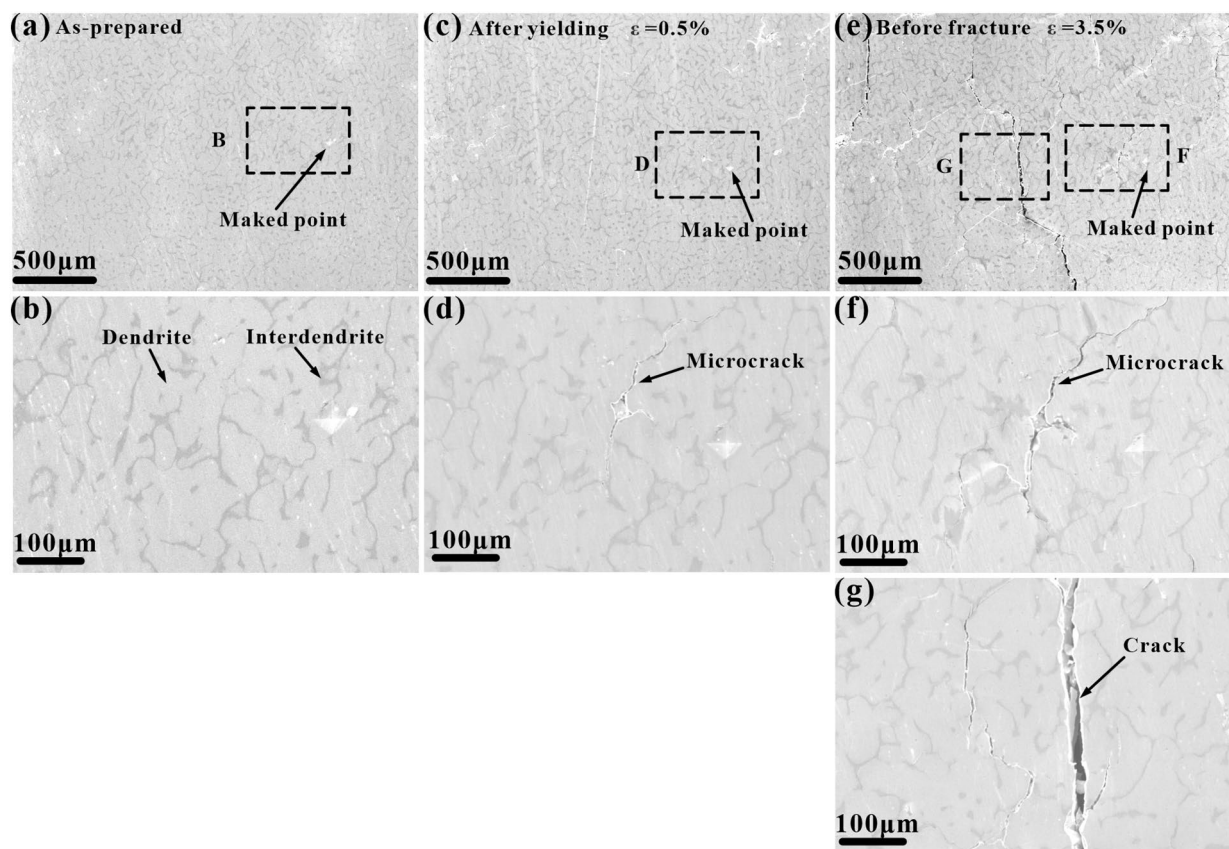 (a) As-prepared
B
Maked point
500μm
(c) After yielding ε=0.5%
D
Maked point
500μm
(e) Before fracture ε=3.5%
G
F
Maked point
500μm
(b)
Dendrite
Interdendrite
100μm
(d)
Microcrack
100μm
(f)
Microcrack
100μm
(g)
Crack
100μm